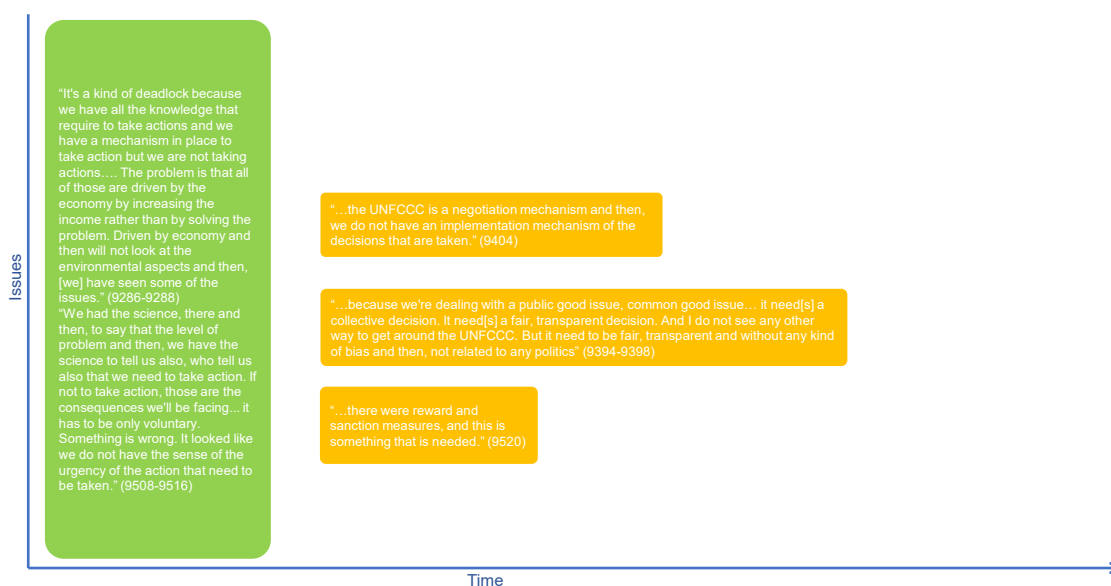 Issues
“It's a kind of deadlock because
we have all the knowledge that
require to take actions and we
have a mechanism in place to
take action but we are not taking
actions…. The problem is that all
of those are driven by the
economy by increasing the
income rather than by solving the
problem. Driven by economy and
then will not look at the
environmental aspects and then,
[we] have seen some of the
issues.” (9286-9288)
“We had the science, there and
then, to say that the level of
problem and then, we have the
science to tell us also, who tell us
also that we need to take action. If
not to take action, those are the
consequences we'll be facing... it
has to be only voluntary.
Something is wrong. It looked like
we do not have the sense of the
urgency of the action that need to
be taken.” (9508-9516)
“…the UNFCCC is a negotiation mechanism and then,
we do not have an implementation mechanism of the
decisions that are taken.” (9404)
“…because we're dealing with a public good issue, common good issue… it need[s] a
collective decision. It need[s] a fair, transparent decision. And I do not see any other
way to get around the UNFCCC. But it need to be fair, transparent and without any kind
of bias and then, not related to any politics” (9394-9398)
“…there were reward and
sanction measures, and this is
something that is needed.” (9520)
Time